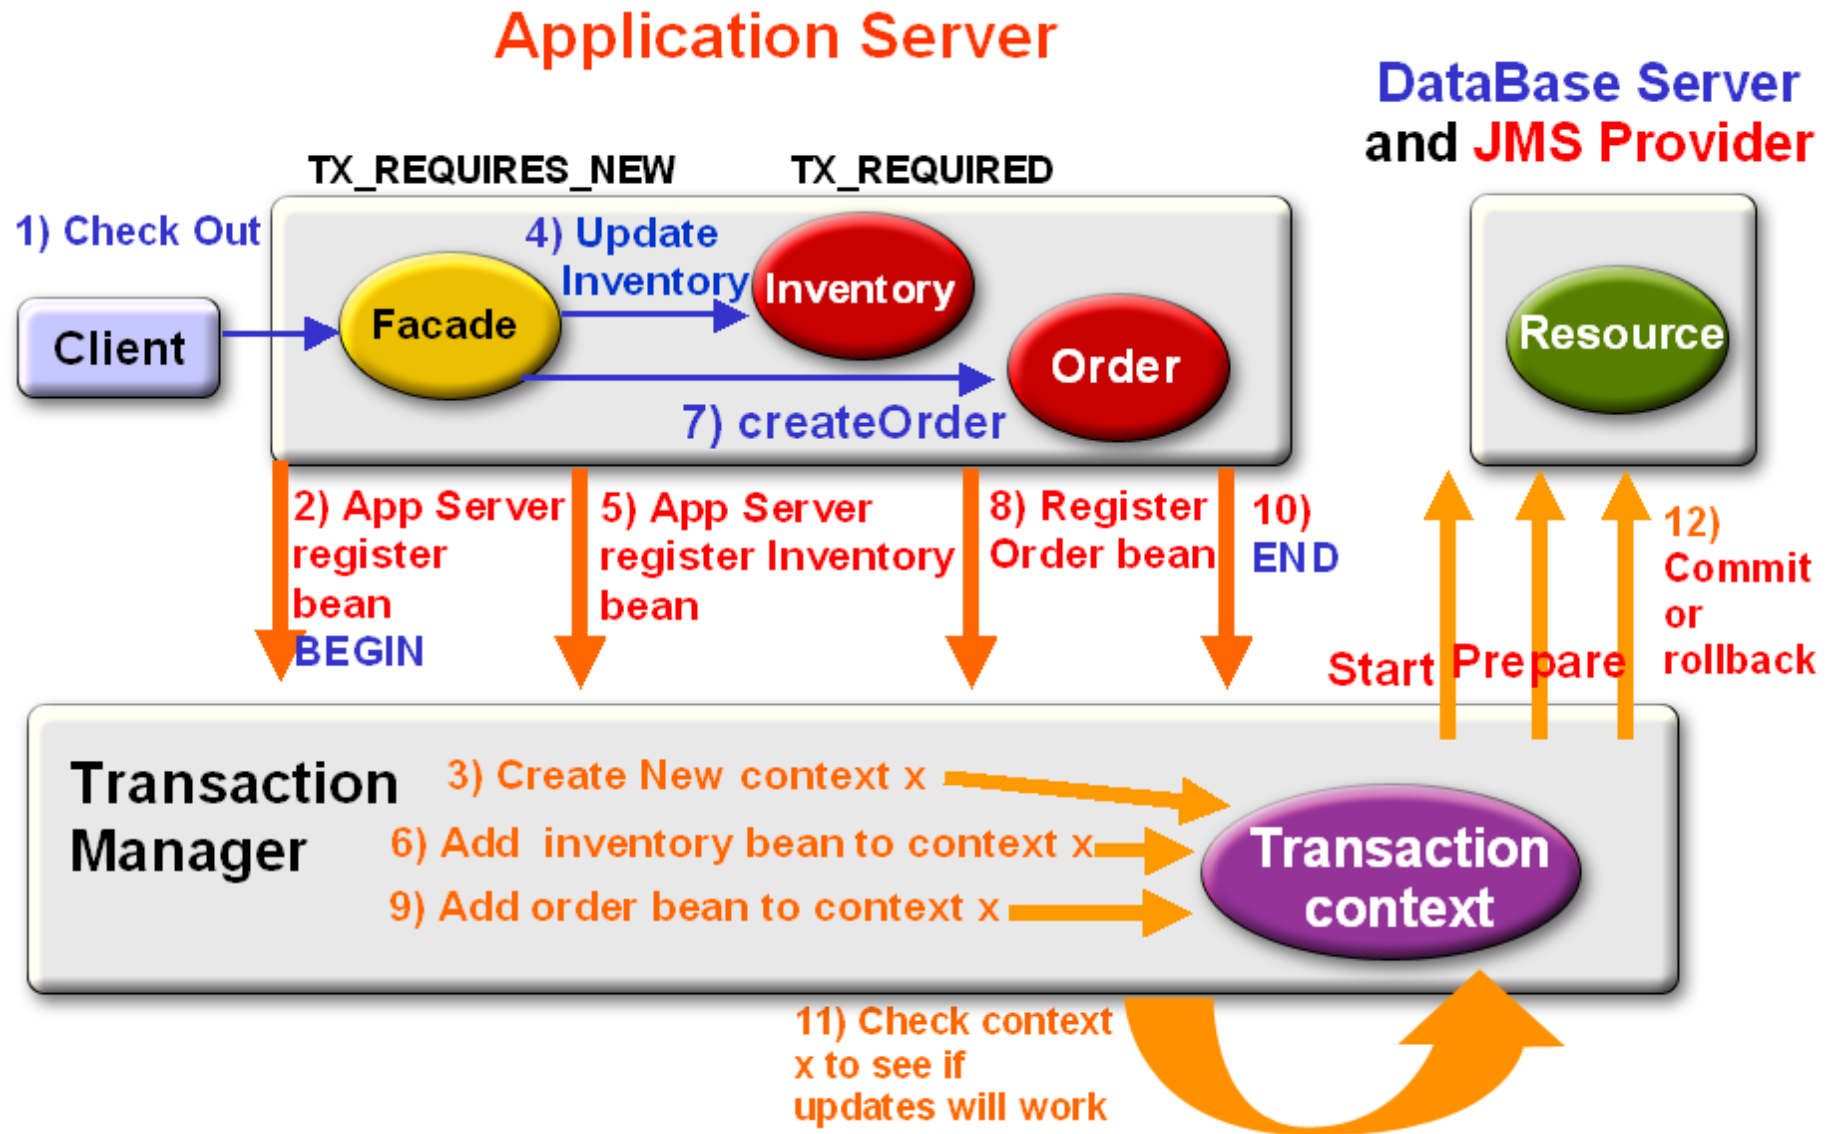 Application Server
DataBase Server
and JMS Provider
TX_REQUIRES_NEW
TX_REQUIRED
1) Check Out
Client
Facade
4) Update
Inventory
Inventory
Order
7) createOrder
Resource
2) App Server
register
bean
BEGIN
5) App Server
register Inventory
bean
8) Register
Order bean
10)
END
Start
Prepare
12)
Commit
or
rollback
Transaction
Manager
3) Create New context x
6) Add inventory bean to context x
9) Add order bean to context x
Transaction
context
11) Check context
x to see if
updates will work